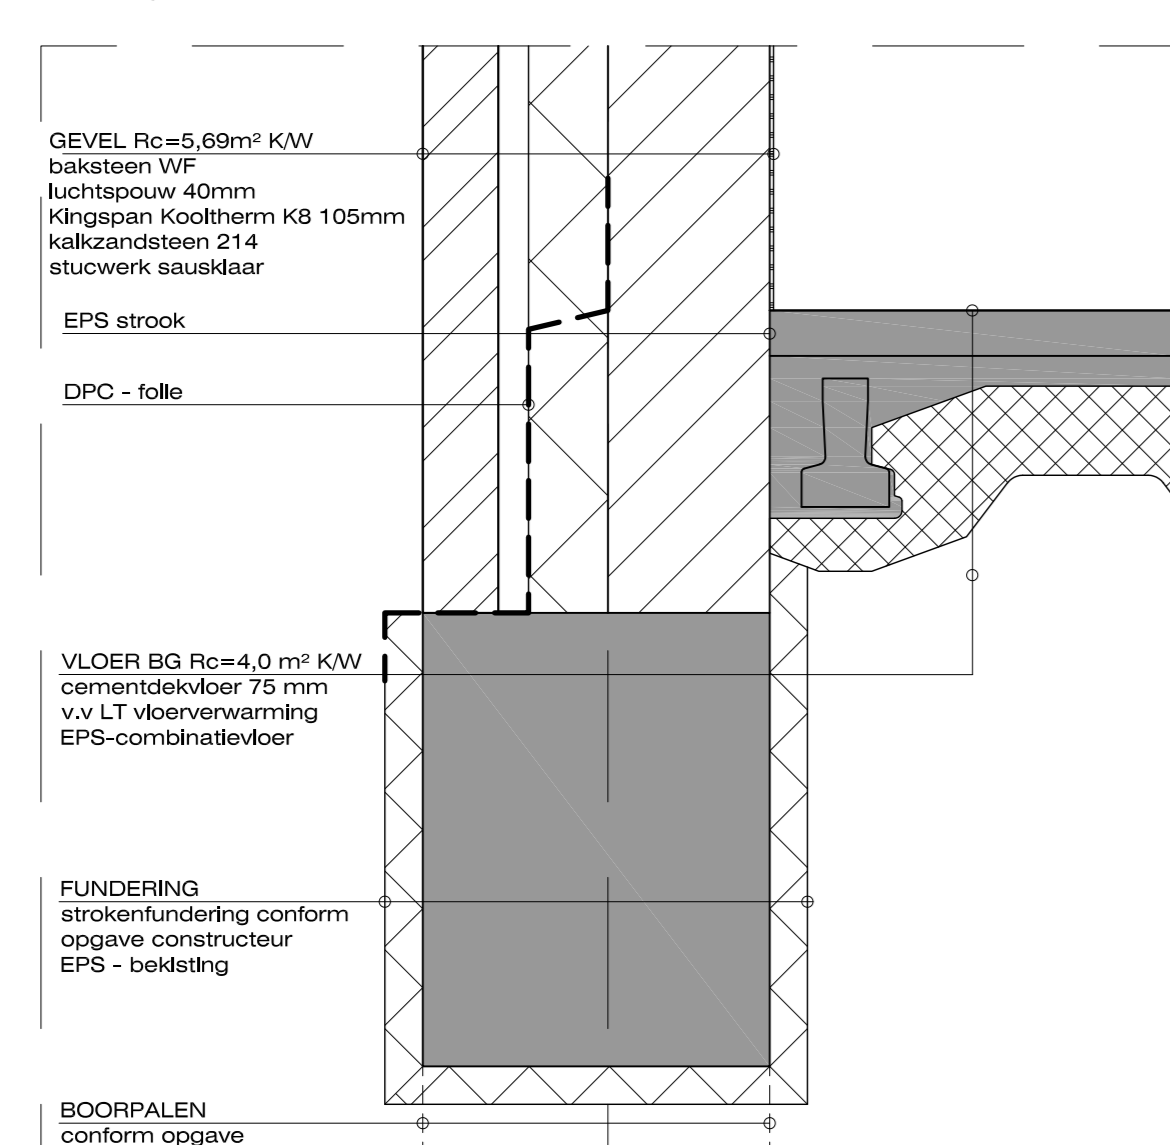 GEVEL Rc=5,69m² K/W
baksteen WF
luchtspouw 40mm
Kingspan Kooltherm K8 105mm
kalkzandsteen 214
stucwerk sausklaar
EPS strook
DPC - folie
VLOER BG Rc=4,0 m² K/W
cementdekvloer 75 mm
v.v LT vloerverwarming
EPS-combinatievloer
FUNDERING
strokenfundering conform
opgave constructeur
EPS - bekisting
BOORPALEN
conform opgave